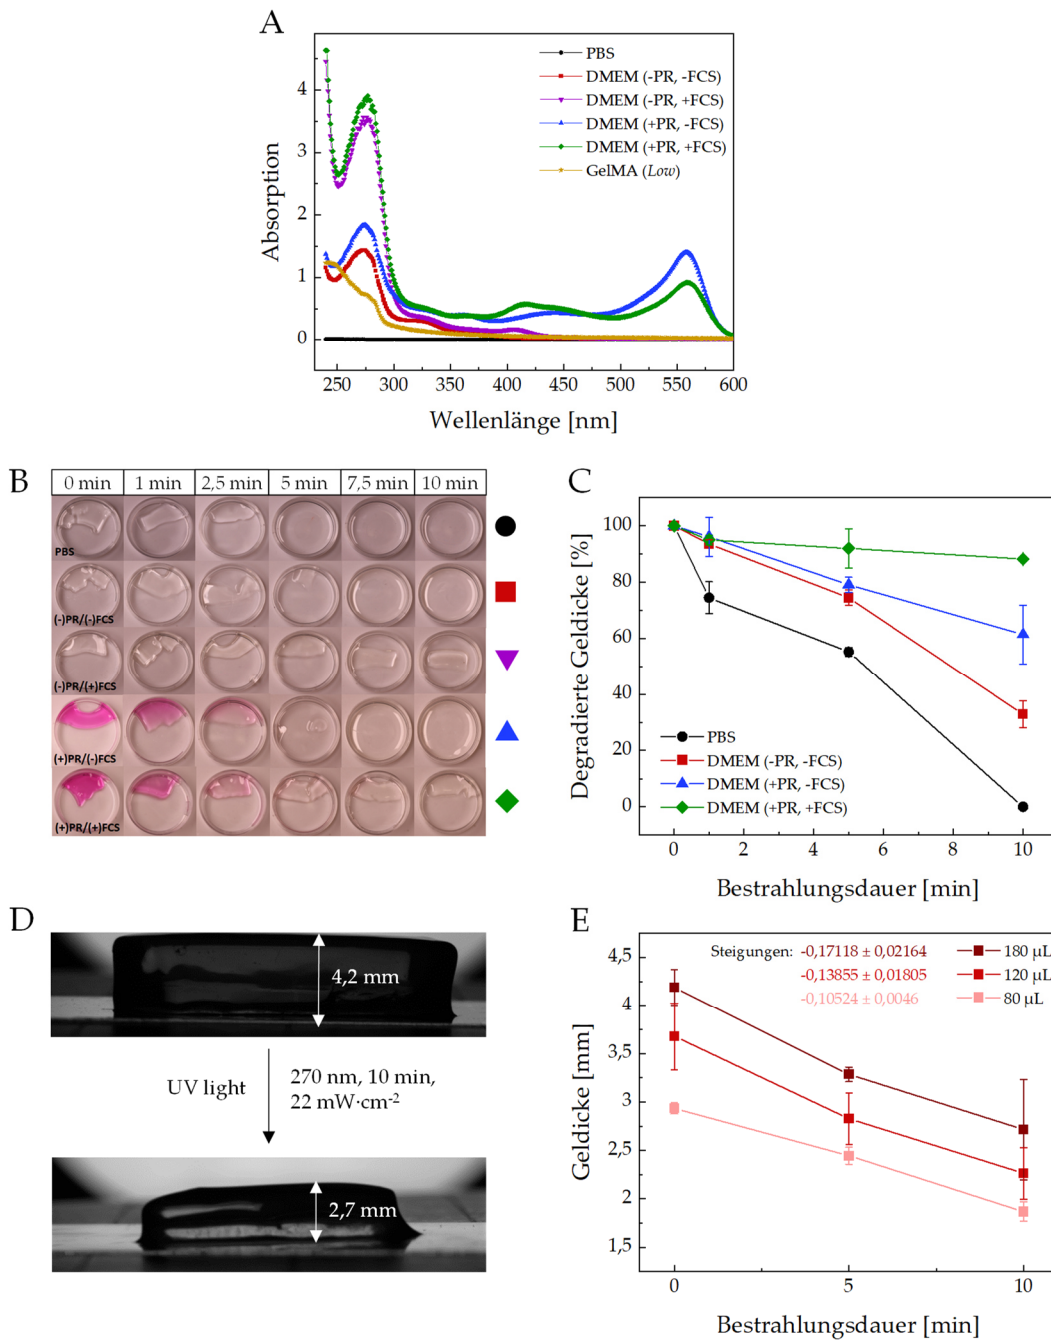 A
Absorption
4
3
2
1
0
250 300 350 400 450 500 550 600
Wellenlänge [nm]
PBS
DMEM (-PR, -FCS)
DMEM (-PR, +FCS)
DMEM (+PR, -FCS)
DMEM (+PR, +FCS)
GelMA (Low)
B
0 min 1 min 2,5 min 5 min 7,5 min 10 min
PBS
(-)PR/(-)FCS
(-)PR/(+)FCS
(+)PR/(-)FCS
(+)PR/(+)FCS
C
Degradierte Geldicke [%]
100
80
60
40
20
0
PBS
DMEM (-PR, -FCS)
DMEM (+PR, -FCS)
DMEM (+PR, +FCS)
0 2 4 6 8 10
Bestrahlungsdauer [min]
D
4,2 mm
UV light
270 nm, 10 min,
22 mW·cm-2
2,7 mm
E
Geldicke [mm]
4,5
4
3,5
3
2,5
2
1,5
Steigungen: -0,17118 ± 0,02164 180 µL
-0,13855 ± 0,01805 120 µL
-0,10524 ± 0,0046 80 µL
0 5 10
Bestrahlungsdauer [min]